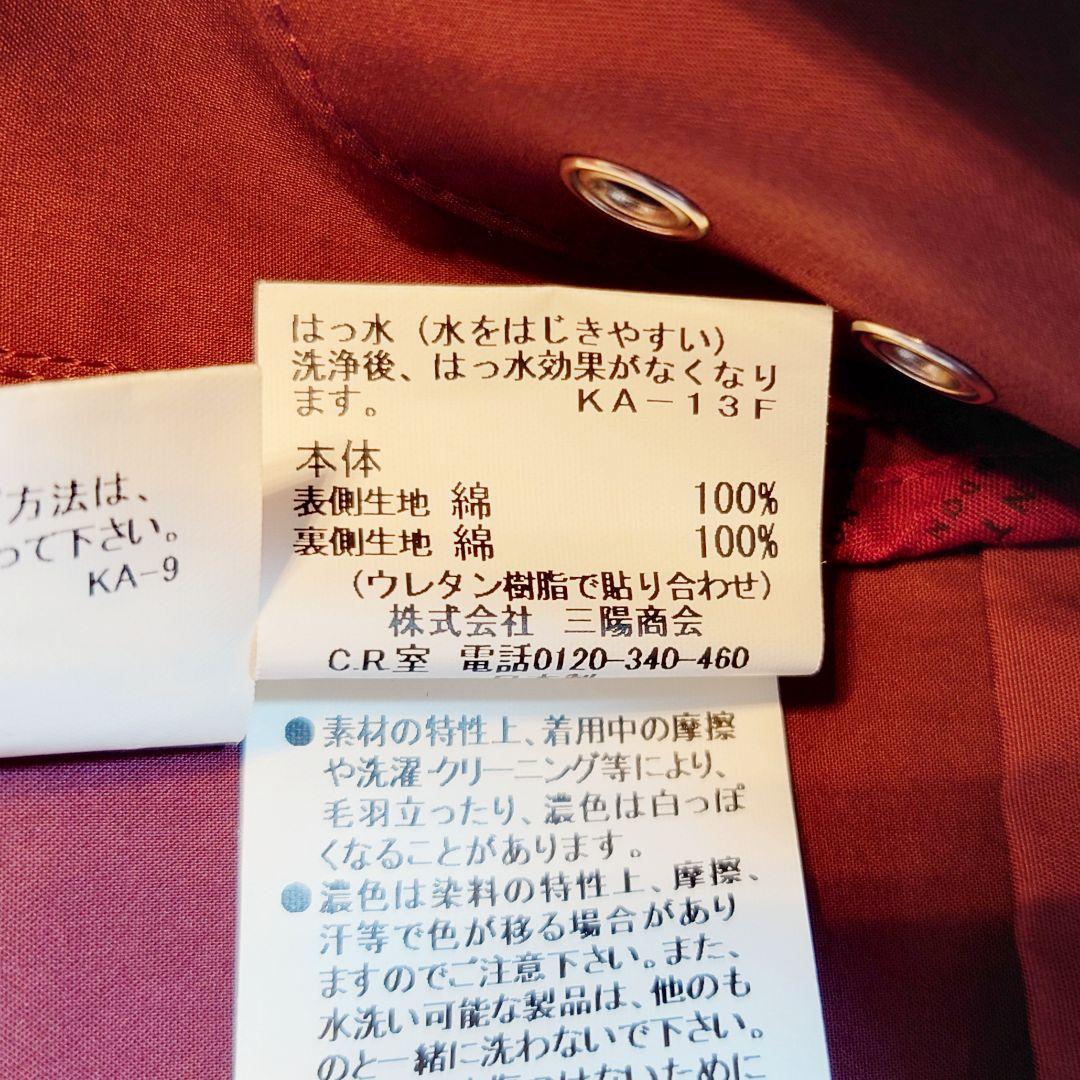 はっ水（水をはじきやすい）
洗浄後、はっ水効果がなくなり
ます。 KA－13F
本体
表側生地 綿 100%
裏側生地 綿 100%
（ウレタン樹脂で貼り合わせ）
株式会社 三陽商会
C.R.室 電話0120-340-460
方法は、
って下さい。
KA-9
●素材の特性上、着用中の摩擦
や洗濯・クリーニング等により、
毛羽立ったり、濃色は白っぽ
くなることがあります。
●濃色は染料の特性上、摩擦、
汗等で色が移る場合があり
ますのでご注意下さい。また、
水洗い可能な製品は、他のも
のと一緒に洗わないで下さい。